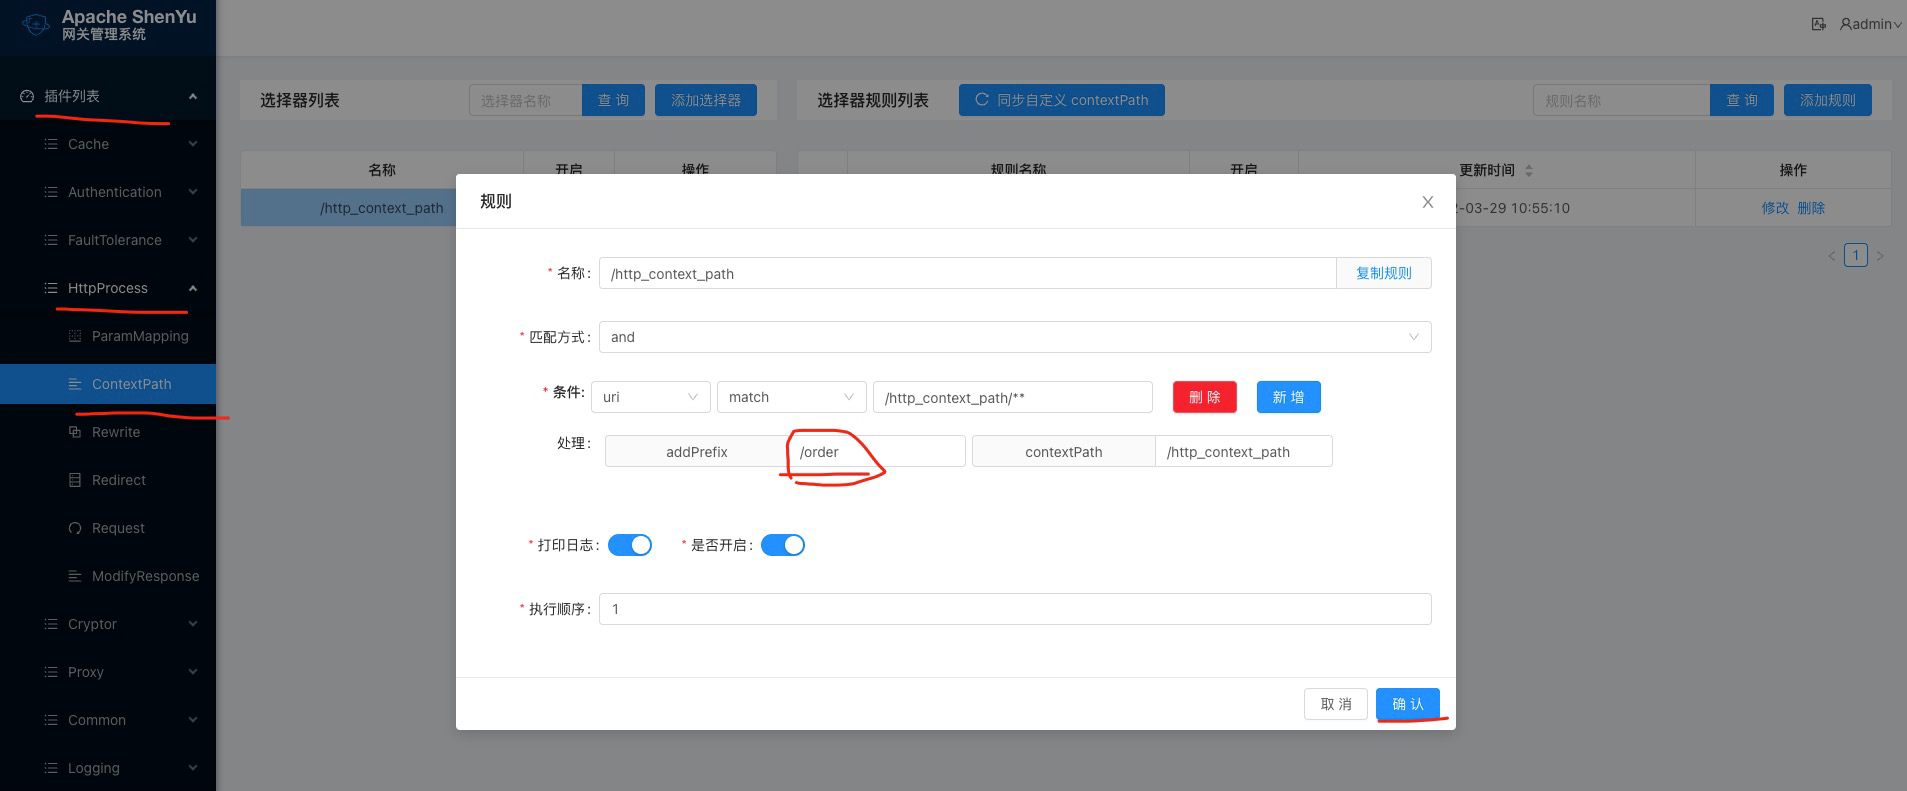 Apache ShenYu
网关管理系统
admin
插件列表
Cache
Authentication
FaultTolerance
HttpProcess
ParamMapping
ContextPath
Rewrite
Redirect
Request
ModifyResponse
Cryptor
Proxy
Common
Logging
选择器列表
选择器名称
查 询
添加选择器
名称 开启 操作
/http_context_path
选择器规则列表
同步自定义 contextPath
规则名称
查 询
添加规则
规则名称 开启 更新时间 操作
-03-29 10:55:10 修改 删除
1
规则
* 名称: /http_context_path 复制规则
* 匹配方式: and
* 条件: uri match /http_context_path/** 删 除 新 增
处理: addPrefix /order contextPath /http_context_path
* 打印日志: * 是否开启:
* 执行顺序: 1
取 消 确 认